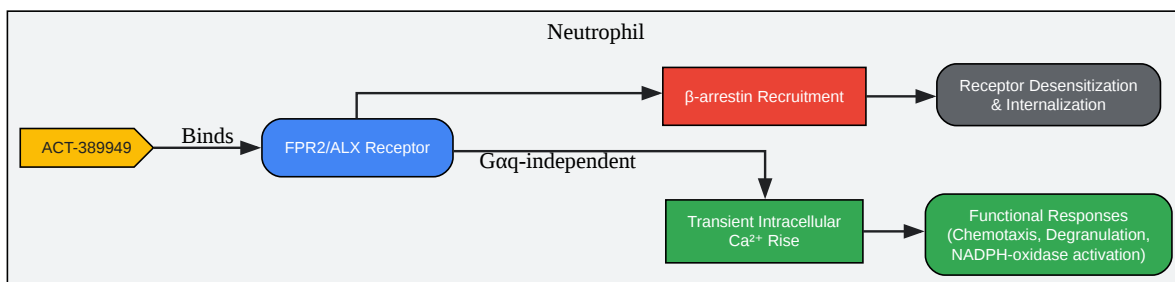 Neutrophil
β-arrestin Recruitment
Receptor Desensitization
& Internalization
ACT-389949
Binds
FPR2/ALX Receptor
Gαq-independent
Transient Intracellular
Ca²⁺ Rise
Functional Responses
(Chemotaxis, Degranulation,
NADPH-oxidase activation)